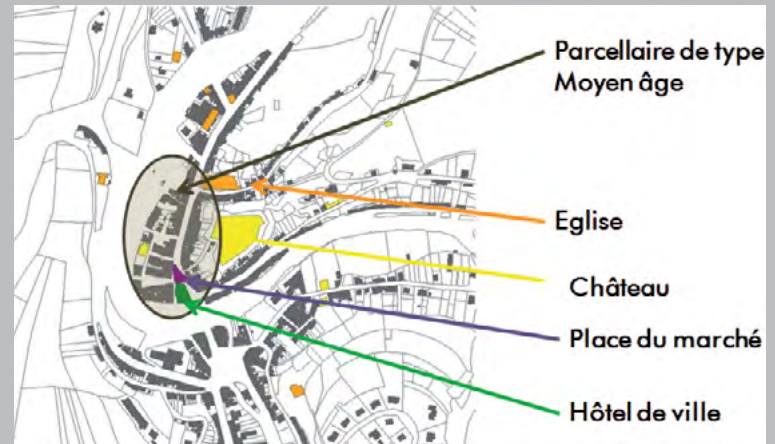 Parcellaire de type
Moyen âge
Eglise
Château
Place du marché
Hôtel de ville